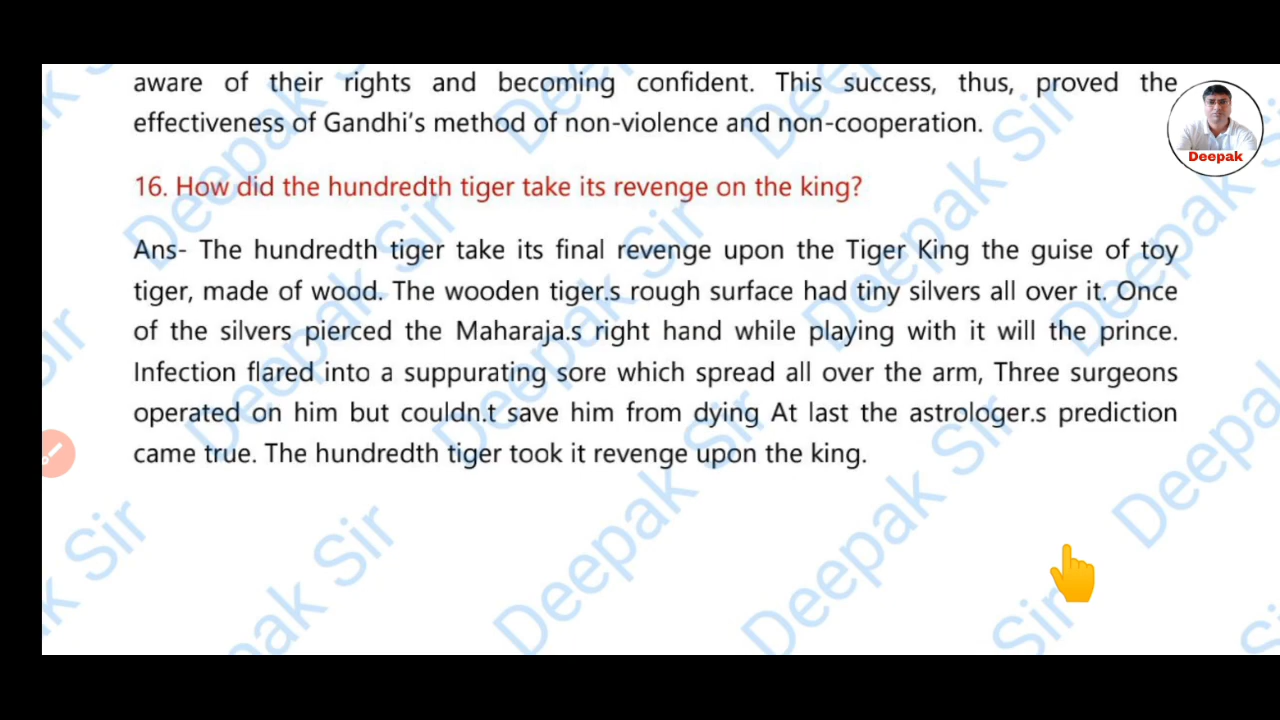 aware of their rights and becoming confident. This success, thus, proved the
effectiveness of Gandhi's method of non-violence and non-cooperation.
Deepak
16. How did the hundredth tiger take its revenge on the king?
Ans- The hundredth tiger take its final revenge upon the Tiger King the guise of toy
tiger, made of wood. The wooden tiger.s rough surface had tiny silvers all over it. Once
of the silvers pierced the Maharaja.s right hand while playing with it will the prince.
Infection flared into a suppurating sore which spread all over the arm, Three surgeons
operated on him but couldn.t save him from dying At last the astrologer.s prediction
came true. The hundredth tiger took it revenge upon the king.
Deepak Sir